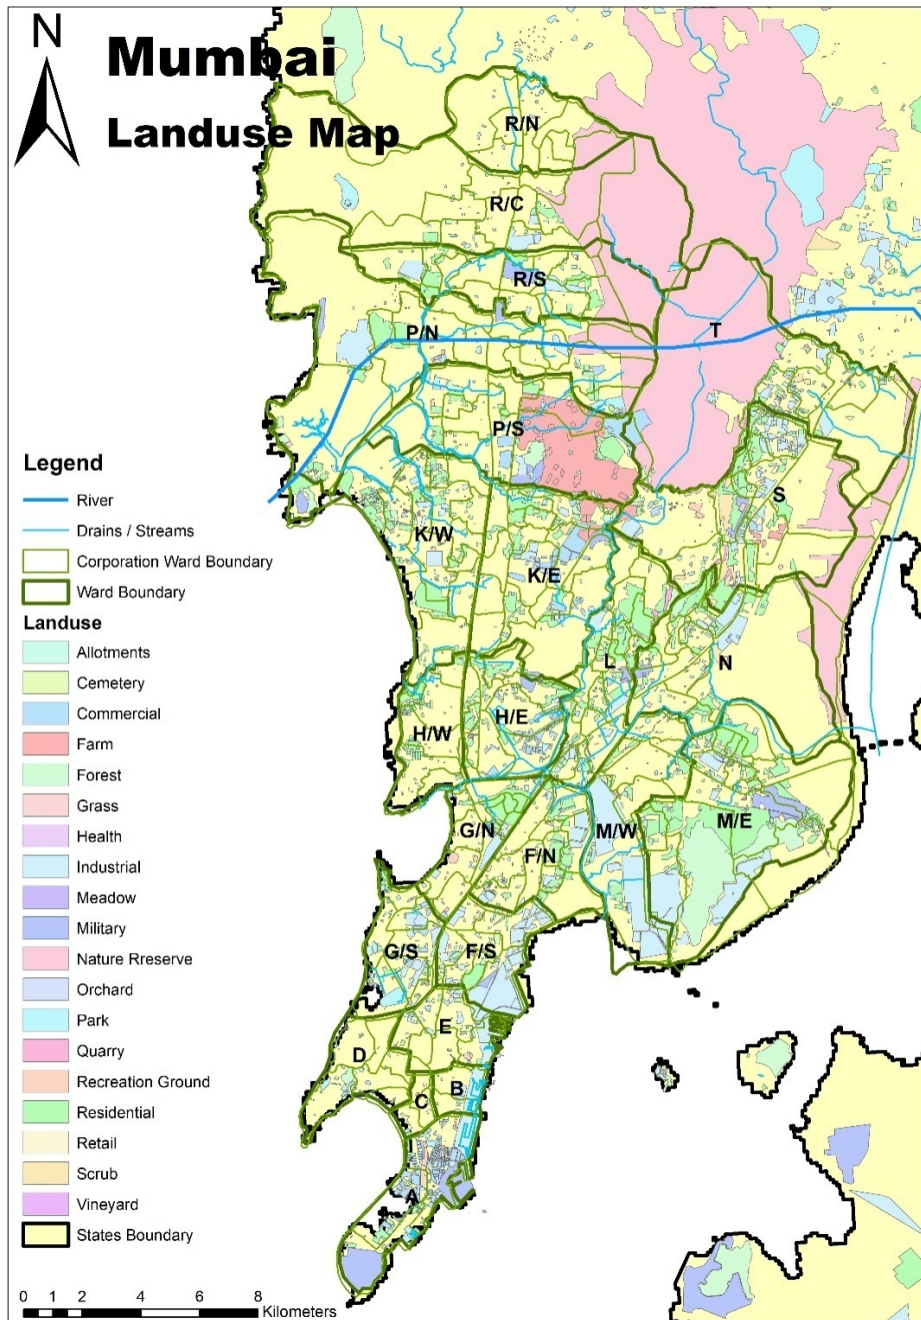 N
Mumbai
Landuse Map
R/N
R/C
R/S
P/N
T
P/S
S
K/W
K/E
L
N
H/E
H/W
G/N
F/N
M/W
M/E
G/S
F/S
E
D
B
C
A
Legend
River
Drains / Streams
Corporation Ward Boundary
Ward Boundary
Landuse
Allotments
Cemetery
Commercial
Farm
Forest
Grass
Health
Industrial
Meadow
Military
Nature Rreserve
Orchard
Park
Quarry
Recreation Ground
Residential
Retail
Scrub
Vineyard
States Boundary
0 1 2 4 6 8
Kilometers